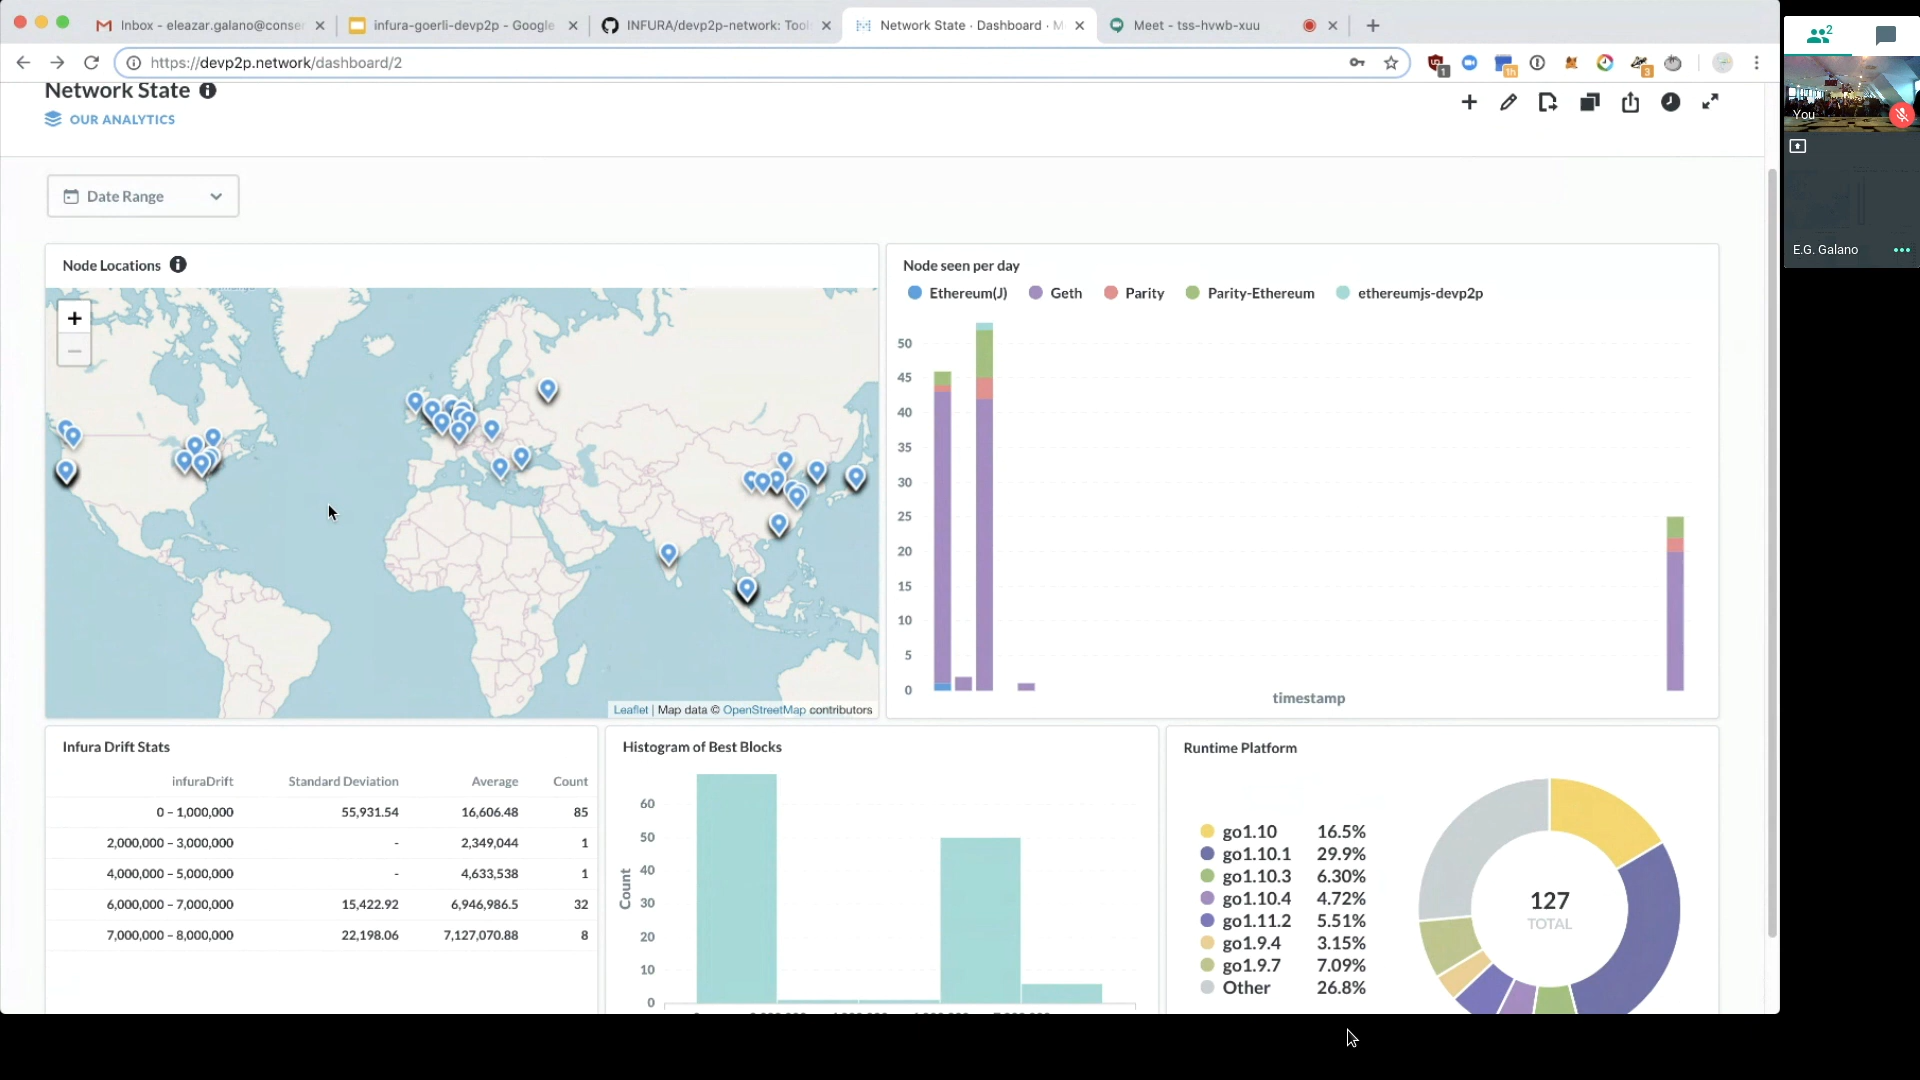 Inbox - eleazar.galano@conse
infura-goerli-devp2p - Google
INFURA/devp2p-network: Tool
Network State · Dashboard · M
Meet - tss-hvwb-xuu
https://devp2p.network/dashboard/2
1
1h
3
Network State
OUR ANALYTICS
Date Range
Node Locations
+
−
Leaflet | Map data © OpenStreetMap contributors
Node seen per day
Ethereum(J) Geth Parity Parity-Ethereum ethereumjs-devp2p
50
45
40
35
30
25
20
15
10
5
0
timestamp
Infura Drift Stats
infuraDrift Standard Deviation Average Count
0 – 1,000,000 55,931.54 16,606.48 85
2,000,000 – 3,000,000 - 2,349,044 1
4,000,000 – 5,000,000 - 4,633,538 1
6,000,000 – 7,000,000 15,422.92 6,946,986.5 32
7,000,000 – 8,000,000 22,198.06 7,127,070.88 8
Histogram of Best Blocks
Count
60
50
40
30
20
10
0
Runtime Platform
go1.10 16.5%
go1.10.1 29.9%
go1.10.3 6.30%
go1.10.4 4.72%
go1.11.2 5.51%
go1.9.4 3.15%
go1.9.7 7.09%
Other 26.8%
127
TOTAL
2
You
E.G. Galano